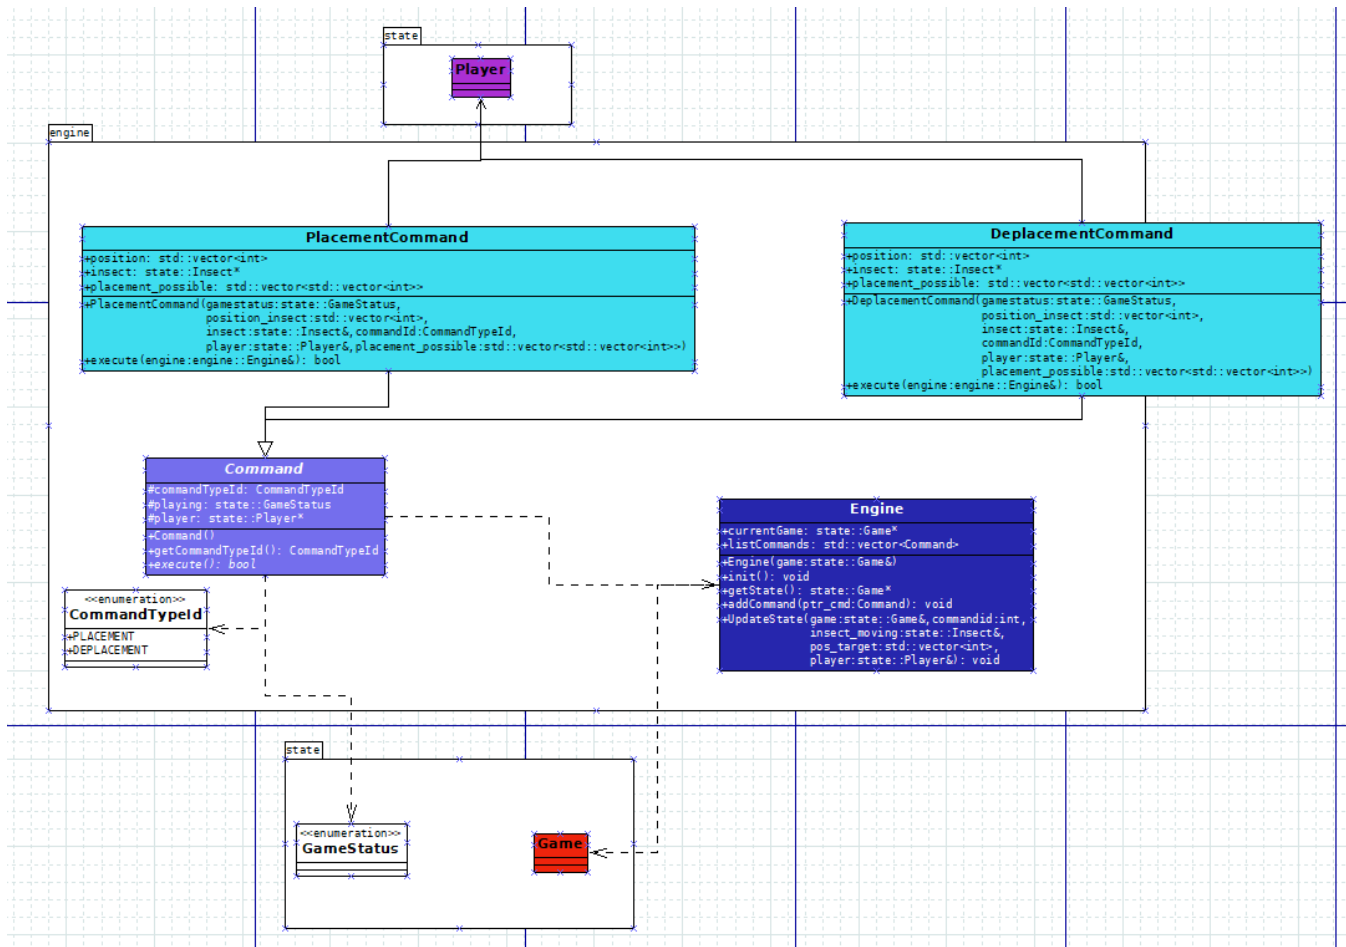 state
Player
engine
PlacementCommand
+position: std::vector<int>
+insect: state::Insect*
+placement_possible: std::vector<std::vector<int>>
+PlacementCommand(gamestatus:state::GameStatus,
position_insect:std::vector<int>,
insect:state::Insect&,commandId:CommandTypeId,
player:state::Player&,placement_possible:std::vector<std::vector<int>>)
+execute(engine:engine::Engine&): bool
DeplacementCommand
+position: std::vector<int>
+insect: state::Insect*
+placement_possible: std::vector<std::vector<int>>
+DeplacementCommand(gamestatus:state::GameStatus,
position_insect:std::vector<int>,
insect:state::Insect&,
commandId:CommandTypeId,
player:state::Player&,
placement_possible:std::vector<std::vector<int>>)
+execute(engine:engine::Engine&): bool
Command
#commandTypeId: CommandTypeId
#playing: state::GameStatus
#player: state::Player*
+Command()
+getCommandTypeId(): CommandTypeId
+execute(): bool
Engine
+currentGame: state::Game*
+listCommands: std::vector<Command>
+Engine(game:state::Game&)
+init(): void
+getState(): state::Game*
+addCommand(ptr_cmd:Command): void
+UpdateState(game:state::Game&,commandid:int,
insect_moving:state::Insect&,
pos_target:std::vector<int>,
player:state::Player&): void
<<enumeration>>
CommandTypeId
+PLACEMENT
+DEPLACEMENT
state
<<enumeration>>
GameStatus
Game